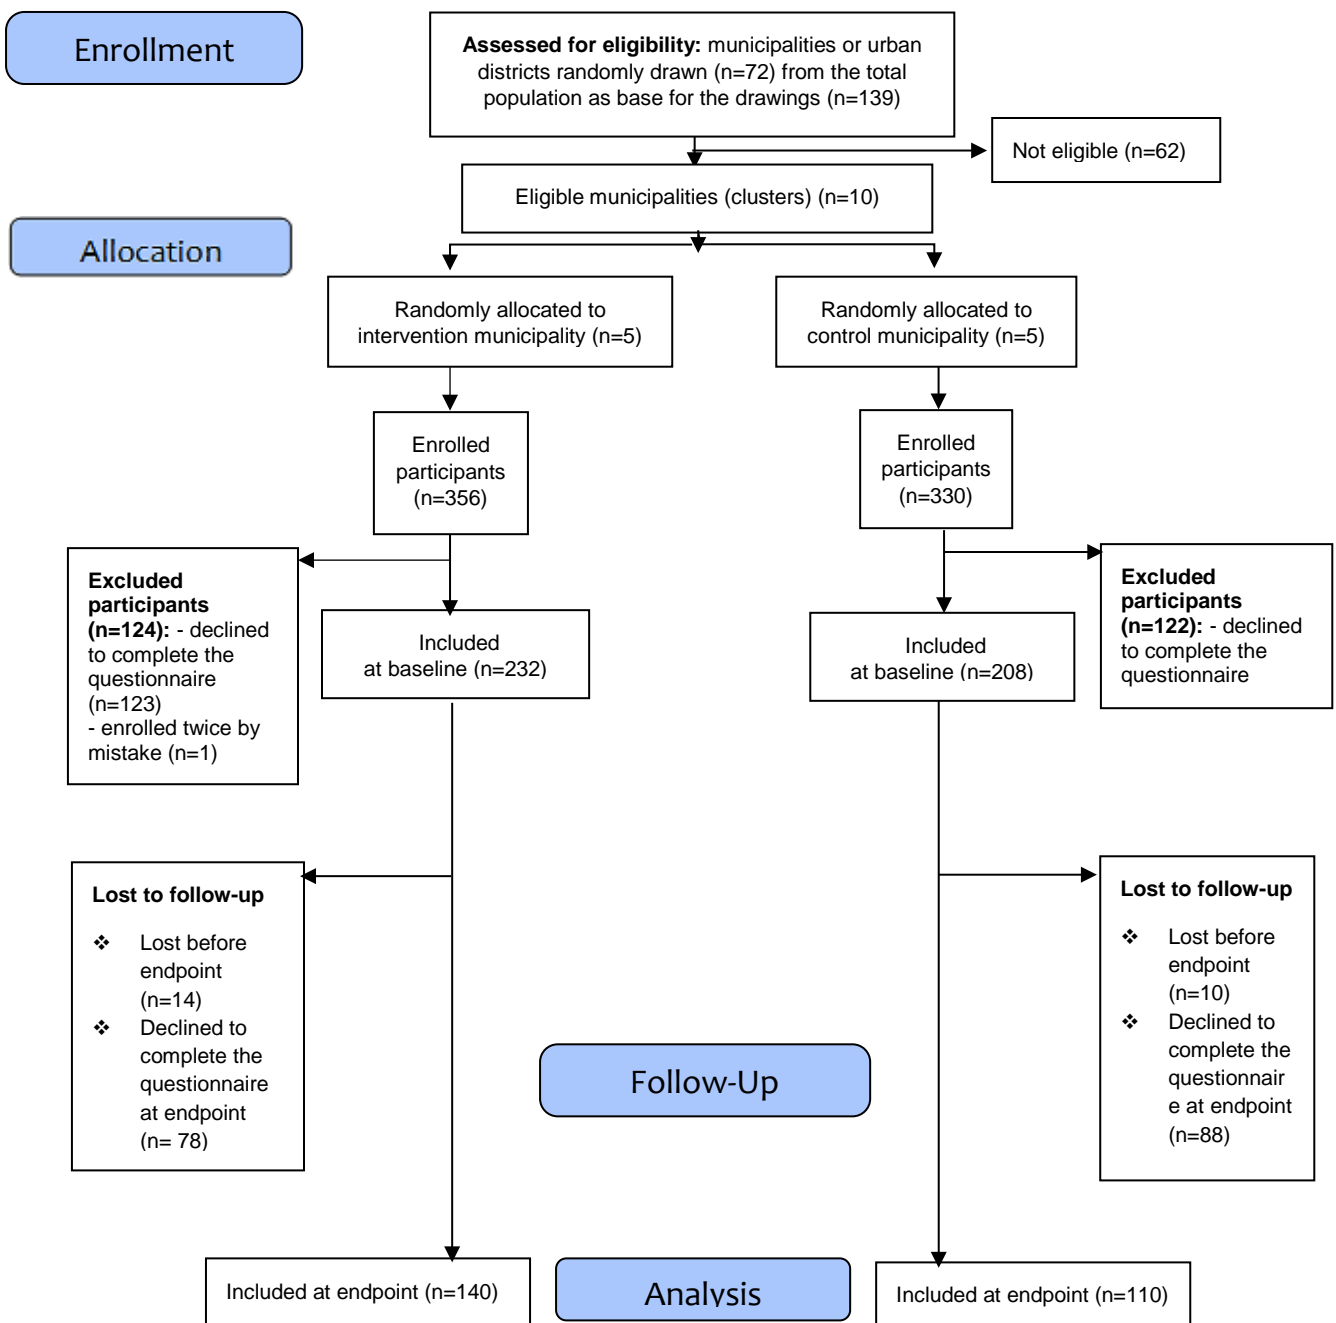 Enrollment
Assessed for eligibility: municipalities or urban
districts randomly drawn (n=72) from the total
population as base for the drawings (n=139)
Not eligible (n=62)
Eligible municipalities (clusters) (n=10)
Allocation
Randomly allocated to
intervention municipality (n=5)
Randomly allocated to
control municipality (n=5)
Enrolled
participants
(n=356)
Enrolled
participants
(n=330)
Excluded
participants
(n=124): - declined
to complete the
questionnaire
(n=123)
- enrolled twice by
mistake (n=1)
Included
at baseline (n=232)
Included
at baseline (n=208)
Excluded
participants
(n=122): - declined
to complete the
questionnaire
Lost to follow-up
❖ Lost before
endpoint
(n=14)
❖ Declined to
complete the
questionnaire
at endpoint
(n= 78)
Lost to follow-up
❖ Lost before
endpoint
(n=10)
❖ Declined to
complete the
questionnair
e at endpoint
(n=88)
Follow-Up
Included at endpoint (n=140)
Analysis
Included at endpoint (n=110)